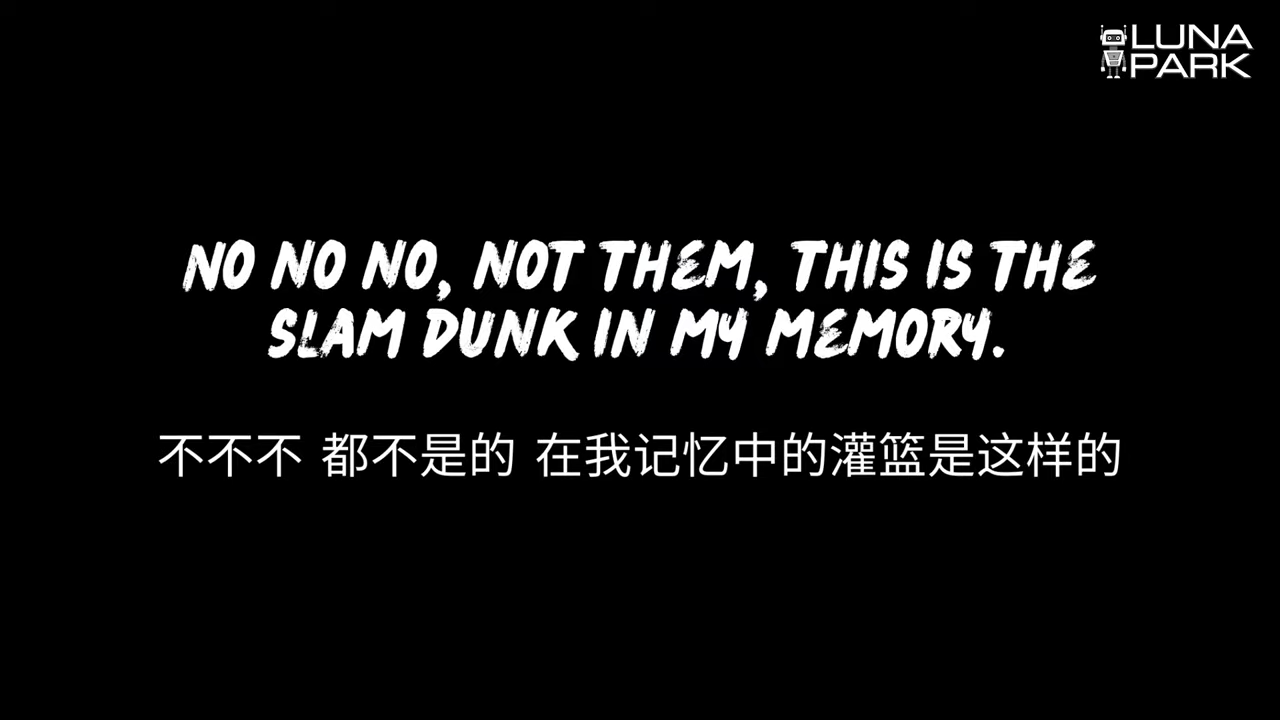 LUNA
PARK
NO NO NO, NOT THEM, THIS IS THE
SLAM DUNK IN MY MEMORY.
不不不 都不是的 在我记忆中的灌篮是这样的